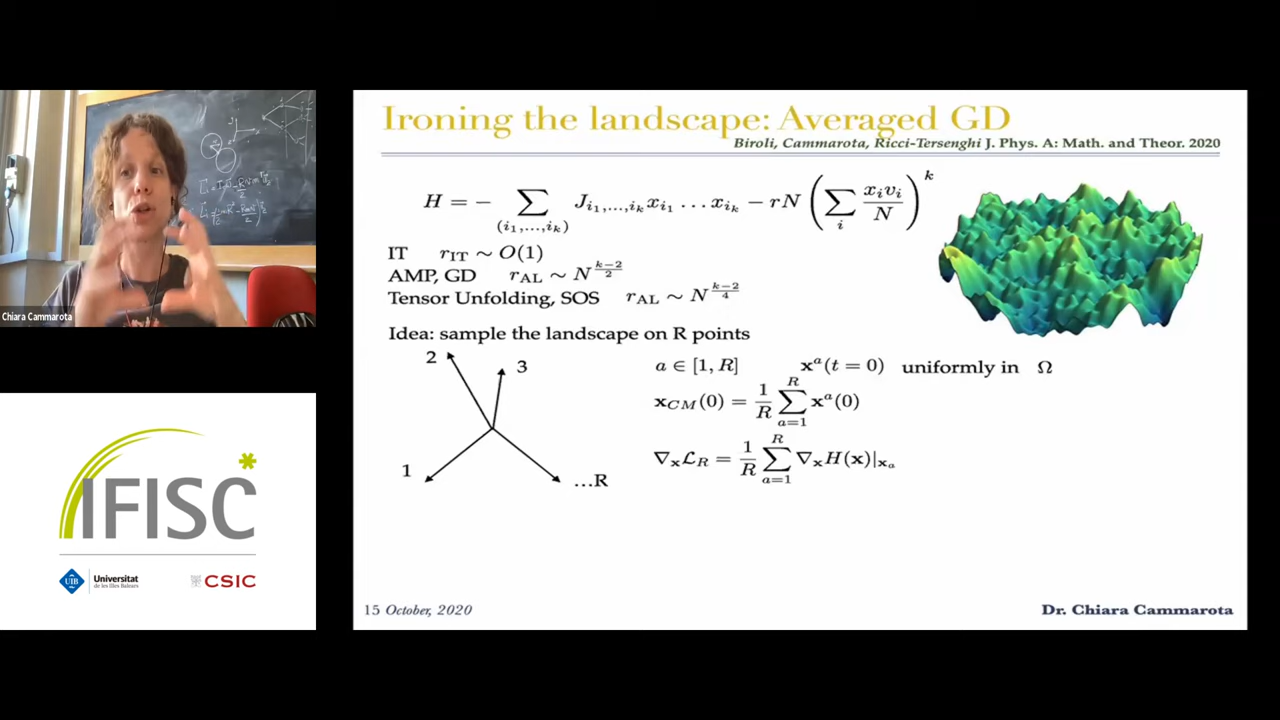 Ironing the landscape: Averaged GD
Biroli, Cammarota, Ricci-Tersenghi J. Phys. A: Math. and Theor. 2020
H = − ∑_{(i_1,…,i_k)} J_{i_1,…,i_k} x_{i_1} … x_{i_k} − rN (∑_i x_i v_i / N)^k
IT r_IT ∼ O(1)
AMP, GD r_AL ∼ N^{(k−2)/2}
Tensor Unfolding, SOS r_AL ∼ N^{(k−2)/4}
Idea: sample the landscape on R points
2
3
1
…R
a ∈ [1, R] x^a(t = 0) uniformly in Ω
x_{CM}(0) = 1/R ∑_{a=1}^{R} x^a(0)
∇_x ℒ_R = 1/R ∑_{a=1}^{R} ∇_x H(x)|_{x_a}
15 October, 2020
Dr. Chiara Cammarota
Chiara Cammarota
IFISC
UIB
Universitat
de les Illes Balears
CSIC